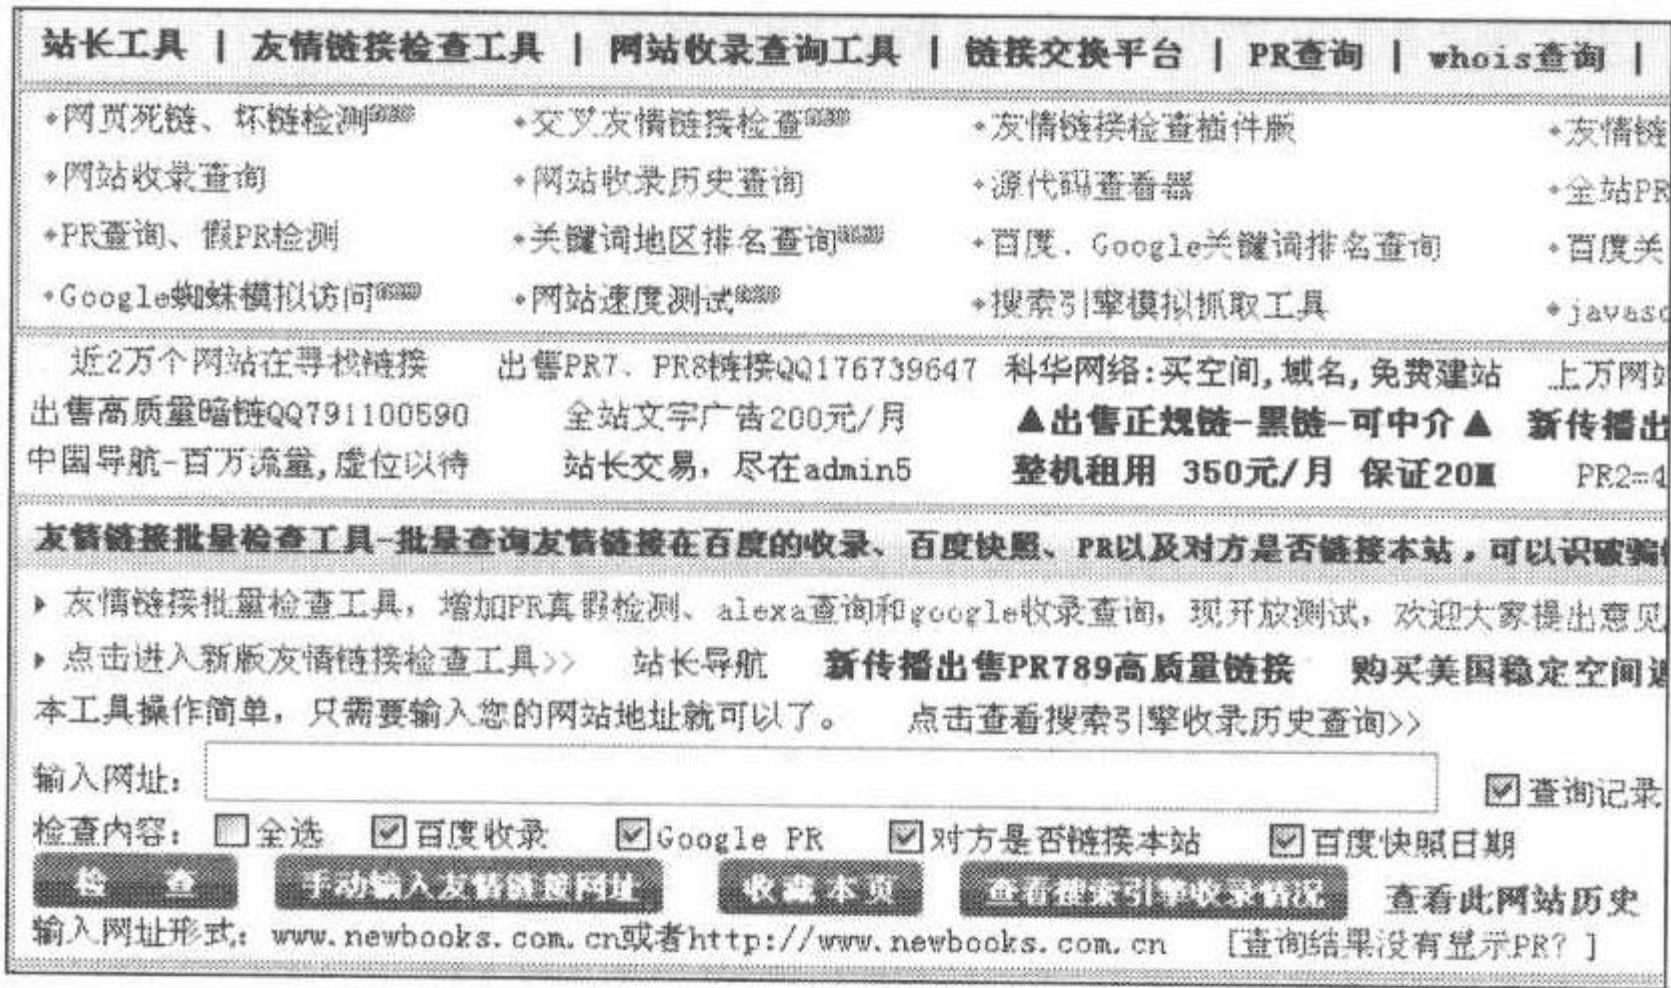 站长工具 | 友情链接检查工具 | 网站收录查询工具 | 链接交换平台 | PR查询 | whois查询 |
◆网页死链、坏链检测 ◆交叉友情链接检查 ◆友情链接检查插件版 ◆友情链
◆网站收录查询 ◆网站收录历史查询 ◆源代码查看器 ◆全站PR
◆PR查询、假PR检测 ◆关键词地区排名查询 ◆百度、Google关键词排名查询 ◆百度关
◆Google蜘蛛模拟访问 ◆网站速度测试 ◆搜索引擎模拟抓取工具 ◆javasc
近2万个网站在寻找链接 出售PR7、PR8链接QQ176739647 科华网络:买空间,域名,免费建站 上万网站
出售高质量暗链QQ791100590 全站文字广告200元/月 ▲出售正规链-黑链-可中介▲ 新传播出
中国导航-百万流量,虚位以待 站长交易，尽在admin5 整机租用 350元/月 保证20M PR2=4
友情链接批量检查工具-批量查询友情链接在百度的收录、百度快照、PR以及对方是否链接本站，可以识破骗
▸ 友情链接批量检查工具，增加PR真假检测、alexa查询和google收录查询，现开放测试，欢迎大家提出意见
▸ 点击进入新版友情链接检查工具>> 站长导航 新传播出售PR789高质量链接 购买美国稳定空间
本工具操作简单，只需要输入您的网站地址就可以了。 点击查看搜索引擎收录历史查询>>
输入网址： 查询记录
检查内容： 全选 百度收录 Google PR 对方是否链接本站 百度快照日期
检 查 手动输入友情链接网址 收藏本页 查看搜索引擎收录情况 查看此网站历史
输入网址形式：www.newbooks.com.cn或者http://www.newbooks.com.cn [查询结果没有显示PR？]